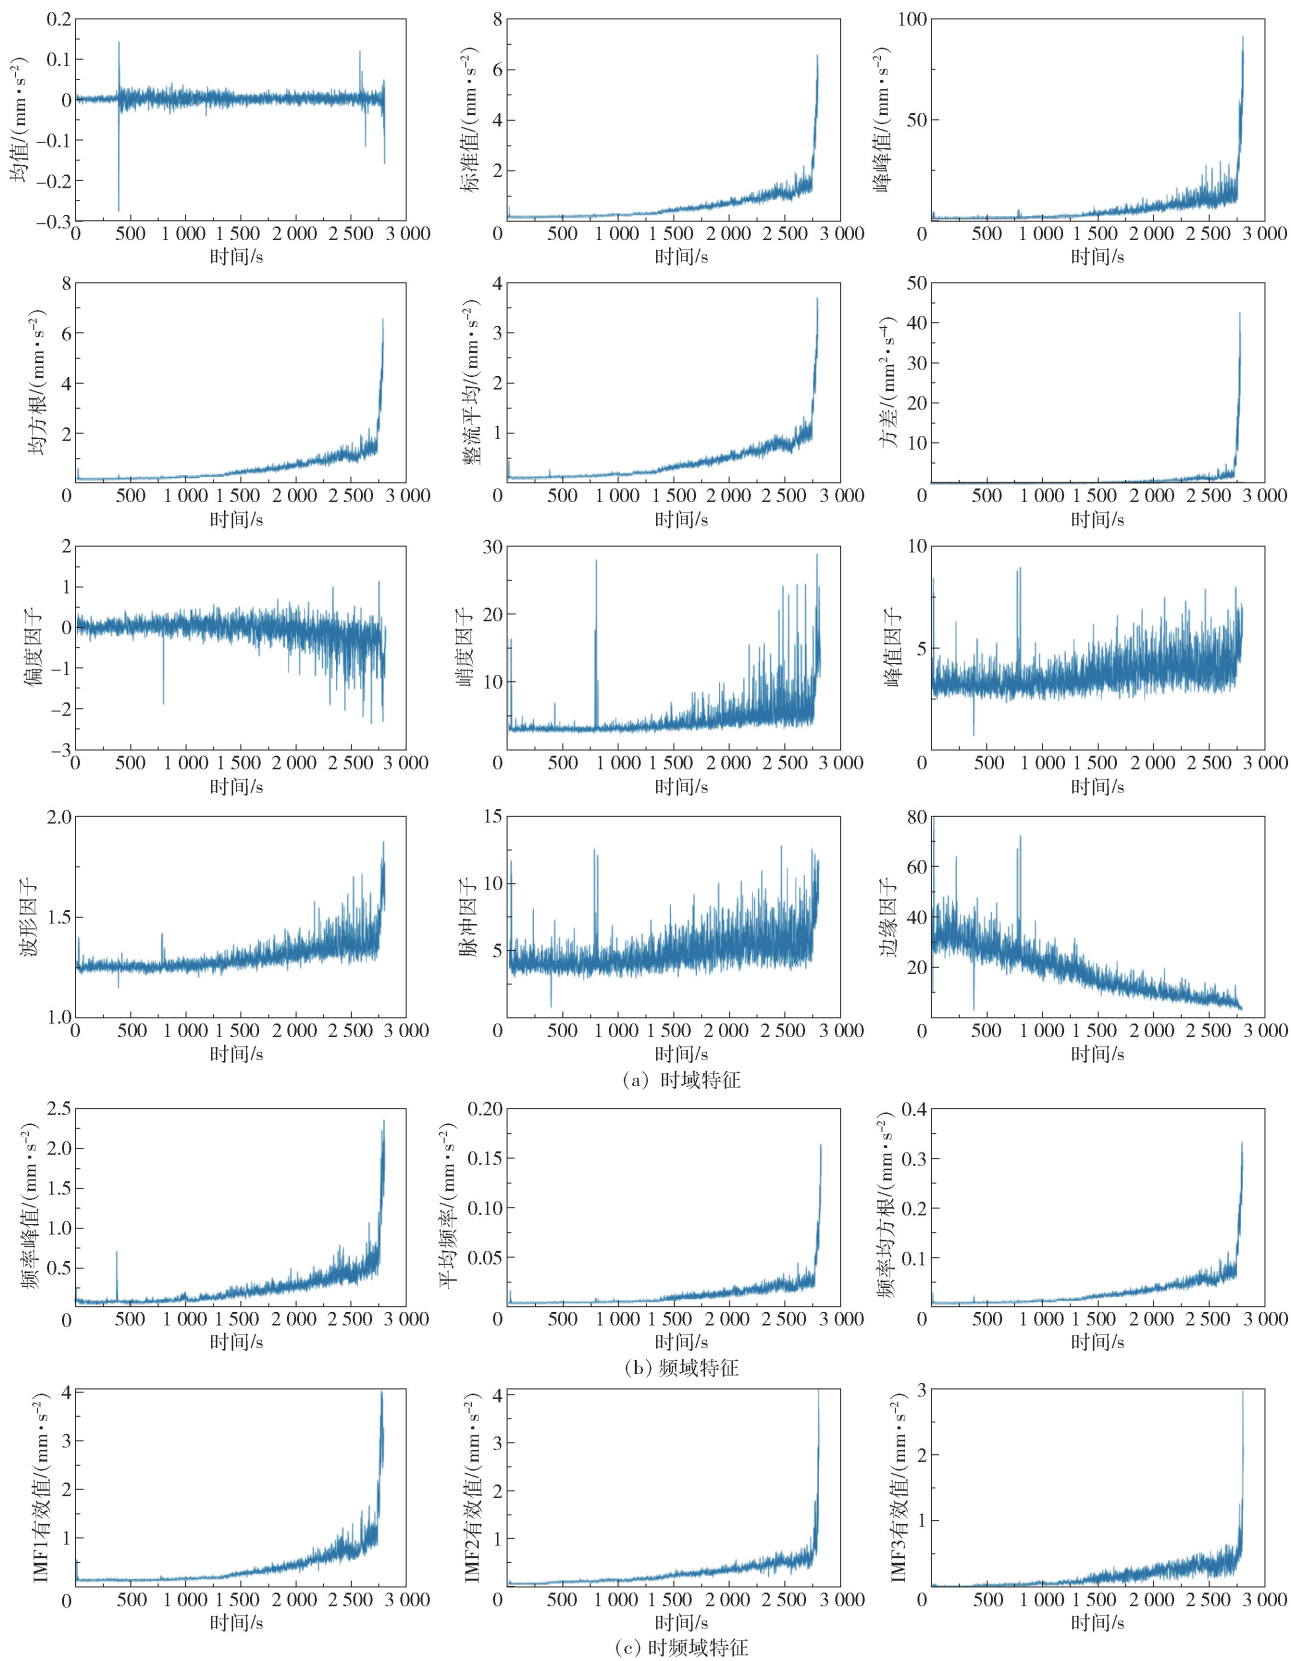 均值/(mm·s⁻²)
0.2
0.1
0
−0.1
−0.2
−0.3
0 500 1 000 1 500 2 000 2 500 3 000
时间/s
标准值/(mm·s⁻²)
8
6
4
2
0 500 1 000 1 500 2 000 2 500 3 000
时间/s
峰峰值/(mm·s⁻²)
100
50
0 500 1 000 1 500 2 000 2 500 3 000
时间/s
均方根/(mm·s⁻²)
8
6
4
2
0 500 1 000 1 500 2 000 2 500 3 000
时间/s
整流平均/(mm·s⁻²)
4
3
2
1
0 500 1 000 1 500 2 000 2 500 3 000
时间/s
方差/(mm²·s⁻⁴)
50
40
30
20
10
0 500 1 000 1 500 2 000 2 500 3 000
时间/s
偏度因子
2
1
0
−1
−2
−3
0 500 1 000 1 500 2 000 2 500 3 000
时间/s
峭度因子
30
20
10
0 500 1 000 1 500 2 000 2 500 3 000
时间/s
峰值因子
10
5
0 500 1 000 1 500 2 000 2 500 3 000
时间/s
波形因子
2.0
1.5
1.0
0 500 1 000 1 500 2 000 2 500 3 000
时间/s
脉冲因子
15
10
5
0 500 1 000 1 500 2 000 2 500 3 000
时间/s
边缘因子
80
60
40
20
0 500 1 000 1 500 2 000 2 500 3 000
时间/s
(a) 时域特征
频率峰值/(mm·s⁻²)
2.5
2.0
1.5
1.0
0.5
0 500 1 000 1 500 2 000 2 500 3 000
时间/s
平均频率/(mm·s⁻²)
0.20
0.15
0.10
0.05
0 500 1 000 1 500 2 000 2 500 3 000
时间/s
频率均方根/(mm·s⁻²)
0.4
0.3
0.2
0.1
0 500 1 000 1 500 2 000 2 500 3 000
时间/s
(b) 频域特征
IMF1有效值/(mm·s⁻²)
4
3
2
1
0 500 1 000 1 500 2 000 2 500 3 000
时间/s
IMF2有效值/(mm·s⁻²)
4
3
2
1
0 500 1 000 1 500 2 000 2 500 3 000
时间/s
IMF3有效值/(mm·s⁻²)
3
2
1
0 500 1 000 1 500 2 000 2 500 3 000
时间/s
(c) 时频域特征